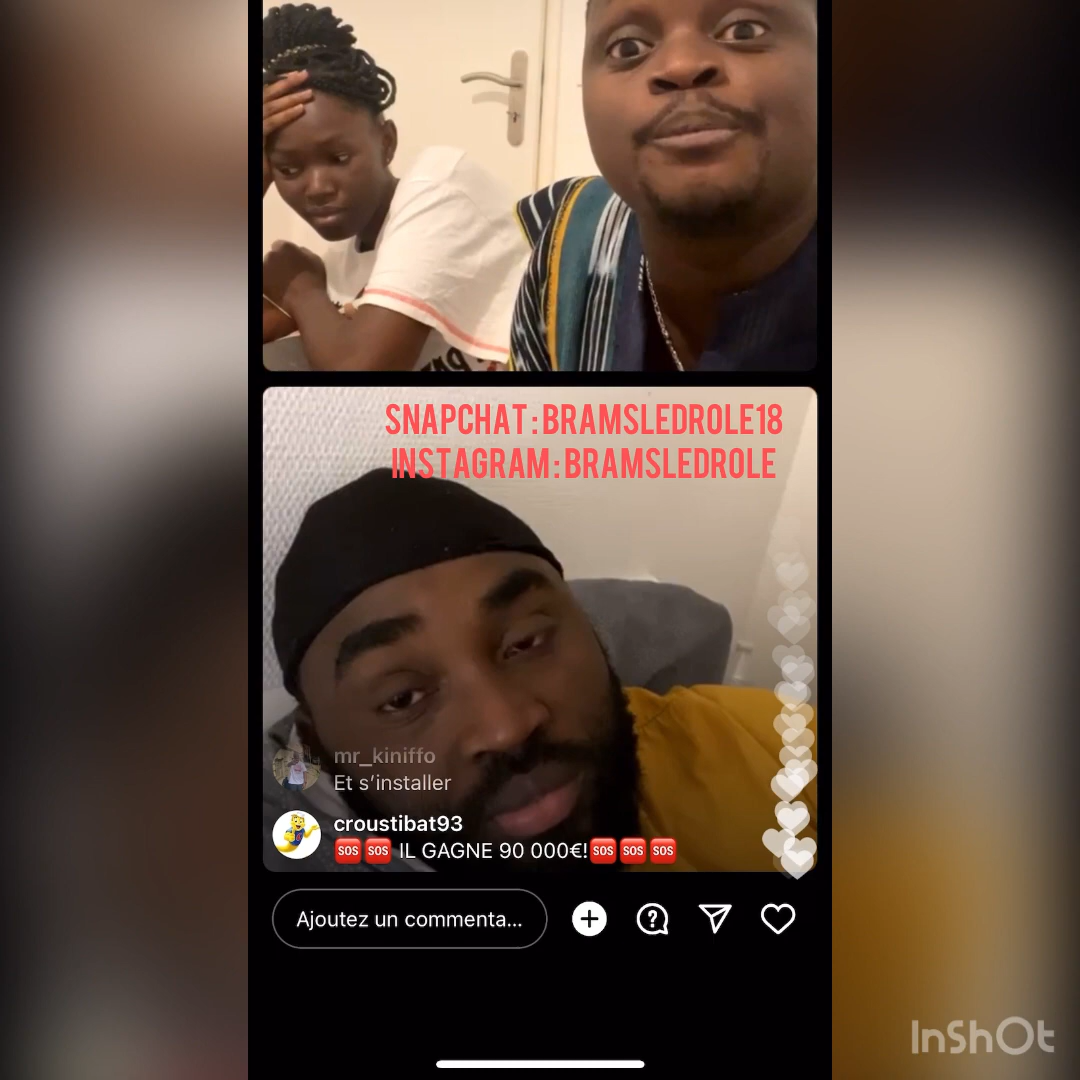 SNAPCHAT : BRAMSLEDROLE18
INSTAGRAM : BRAMSLEDROLE
mr_kiniffo
Et s’installer
croustibat93
🆘🆘 IL GAGNE 90 000€!🆘🆘🆘
Ajoutez un commenta...
InShOt